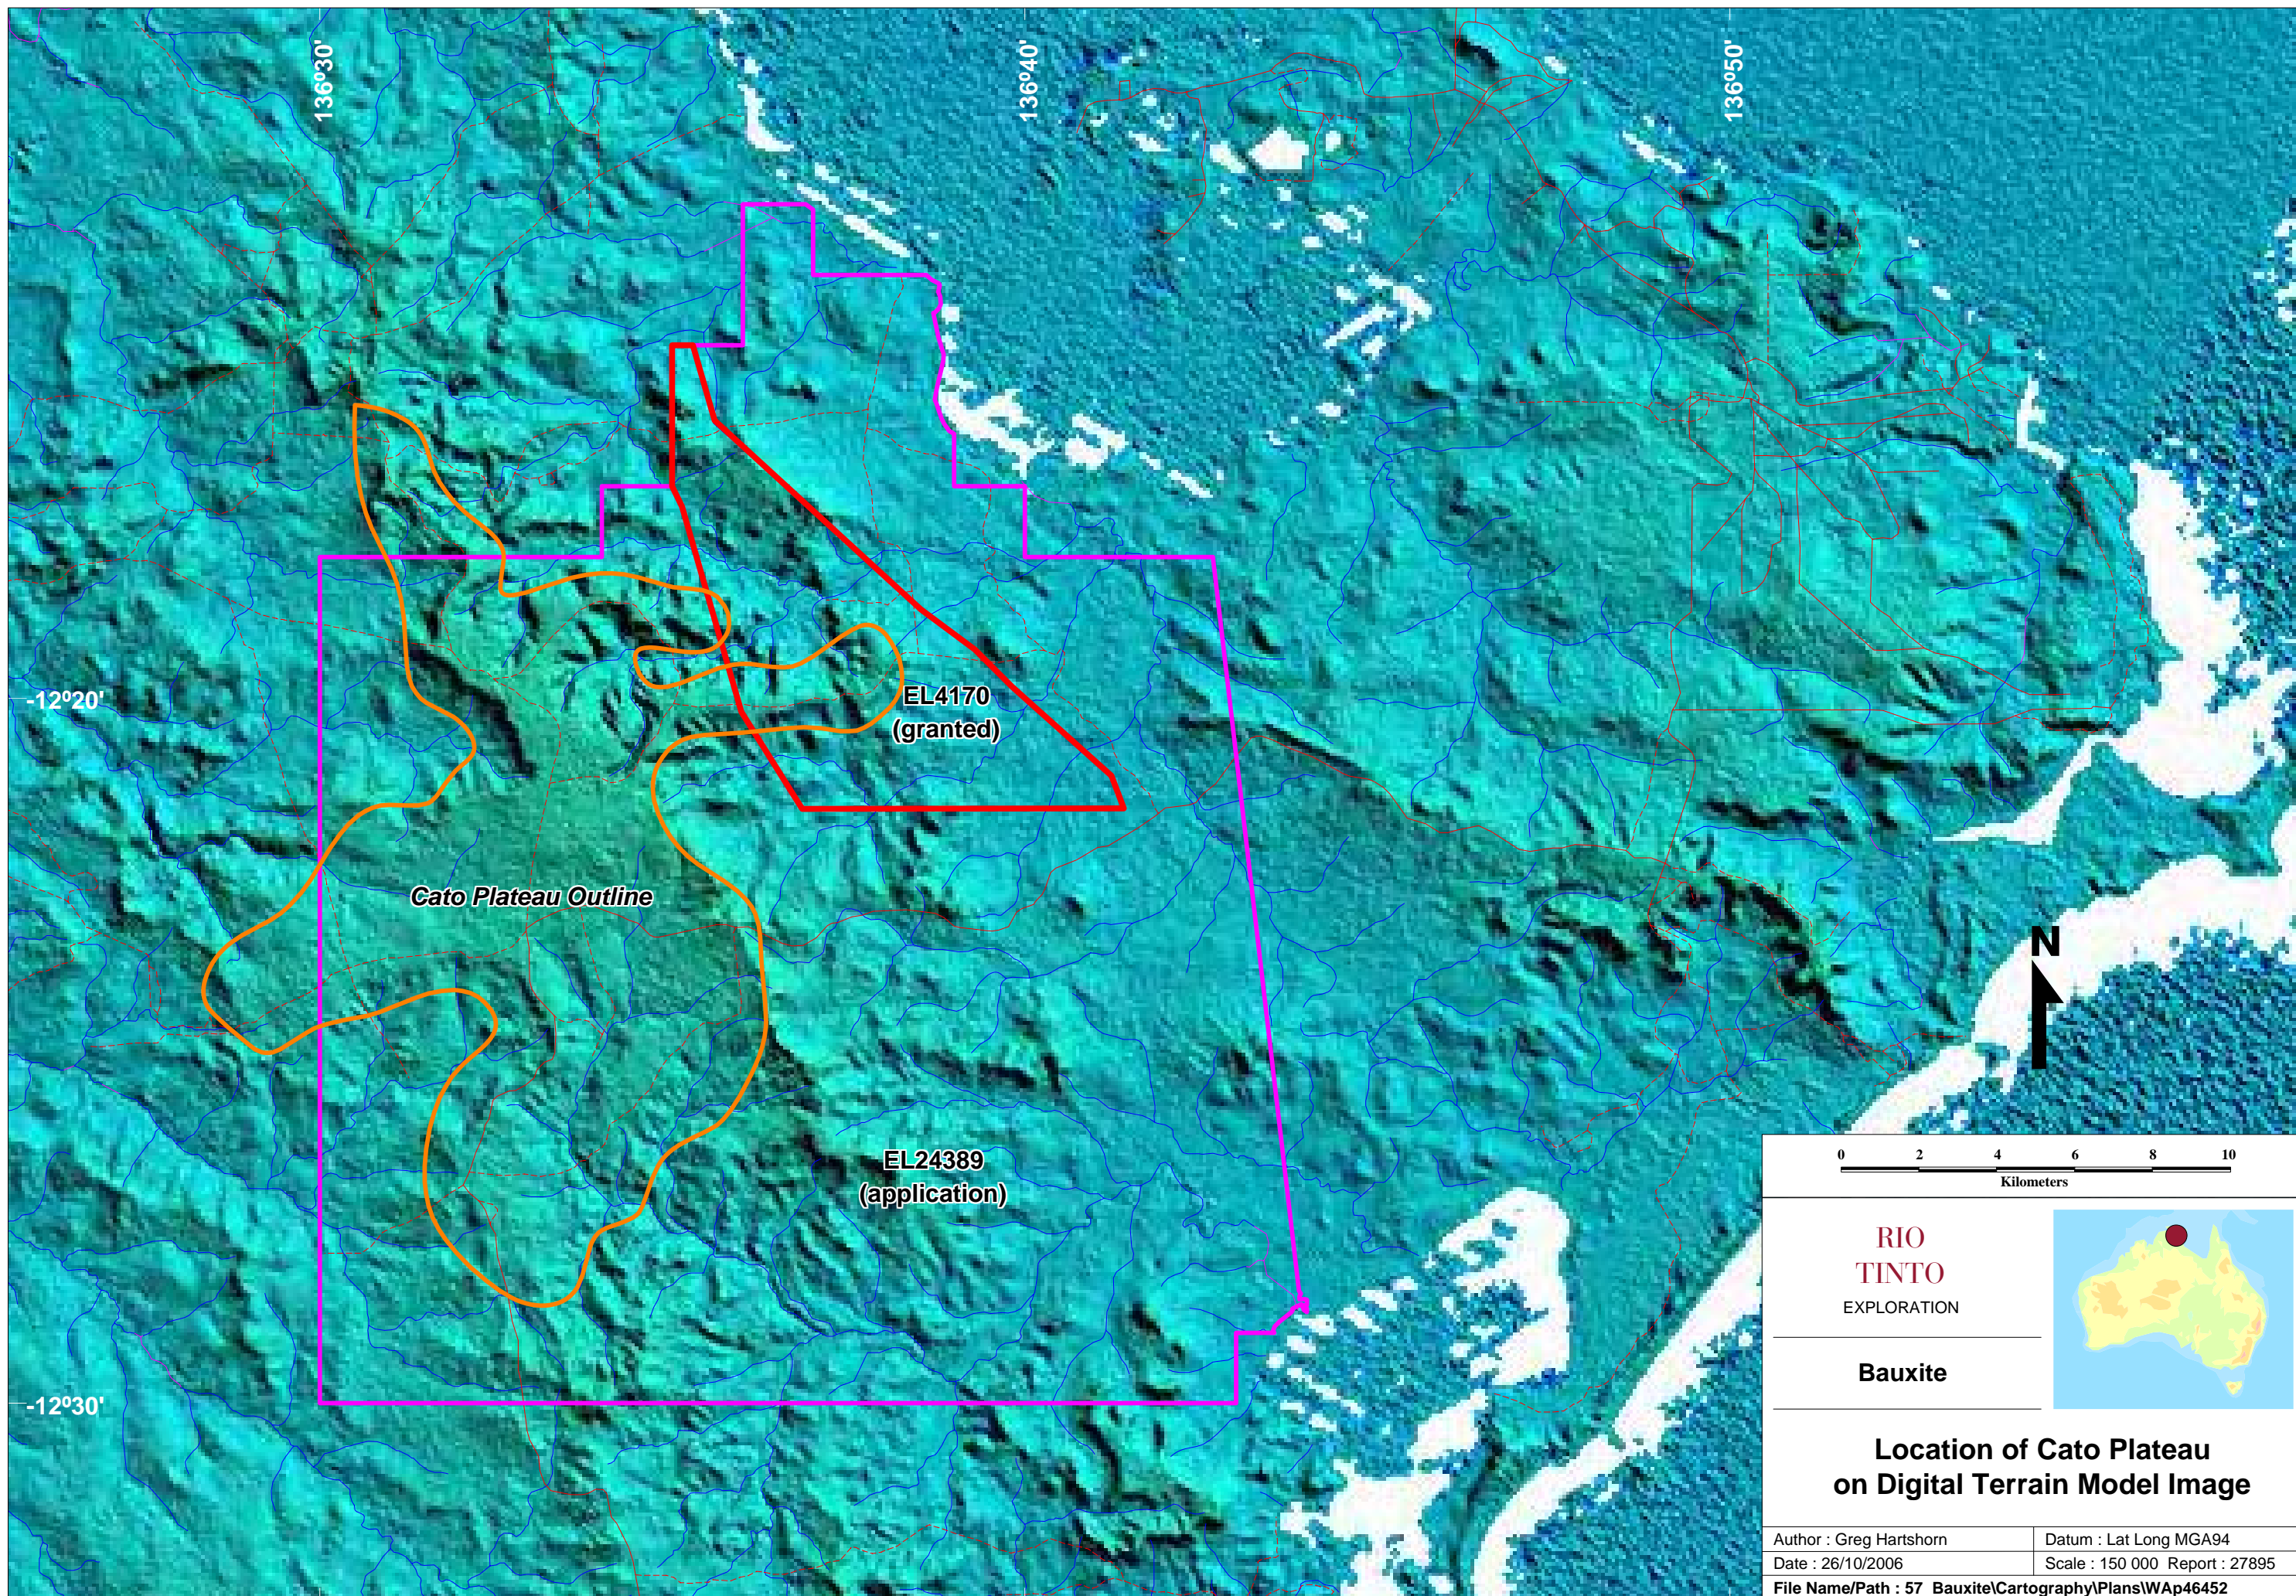 136º30'
136º40'
136º50'
-12º20'
EL4170
(granted)
Cato Plateau Outline
N
EL24389
(application)
-12º30'
0 2 4 6 8 10
Kilometers
RIO
TINTO
EXPLORATION
Bauxite
Location of Cato Plateau
on Digital Terrain Model Image
Author : Greg Hartshorn
Datum : Lat Long MGA94
Date : 26/10/2006
Scale : 150 000 Report : 27895
File Name/Path : 57 Bauxite\Cartography\Plans\WAp46452